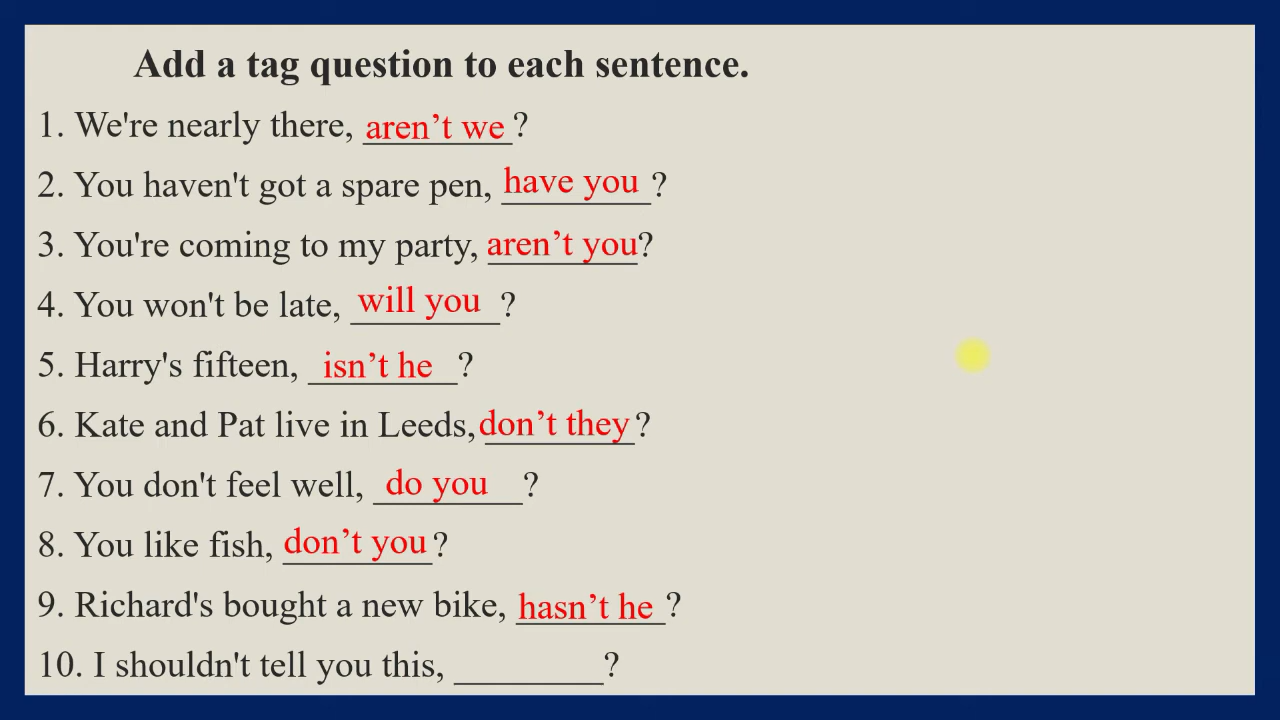 Add a tag question to each sentence.
1. We're nearly there, aren’t we?
2. You haven't got a spare pen, have you?
3. You're coming to my party, aren’t you?
4. You won't be late, will you?
5. Harry's fifteen, isn’t he?
6. Kate and Pat live in Leeds, don’t they?
7. You don't feel well, do you?
8. You like fish, don’t you?
9. Richard's bought a new bike, hasn’t he?
10. I shouldn't tell you this, __________?